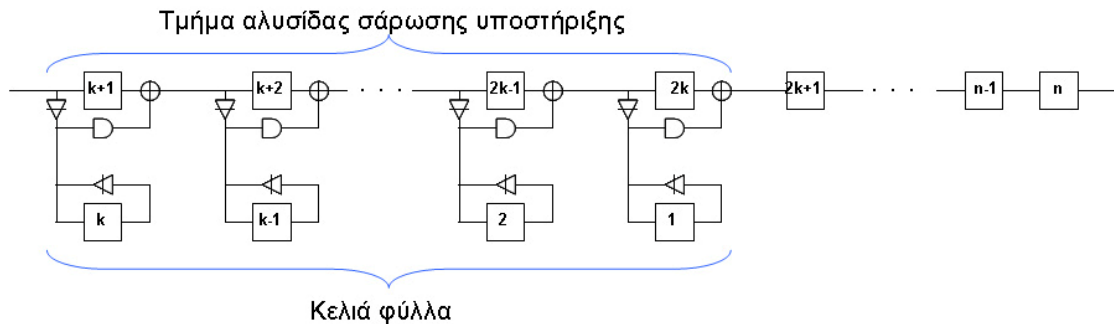 Τμήμα αλυσίδας σάρωσης υποστήριξης
k+1 k+2 · · · 2k-1 2k 2k+1 · · · n-1 n
k k-1 2 1
Κελιά φύλλα